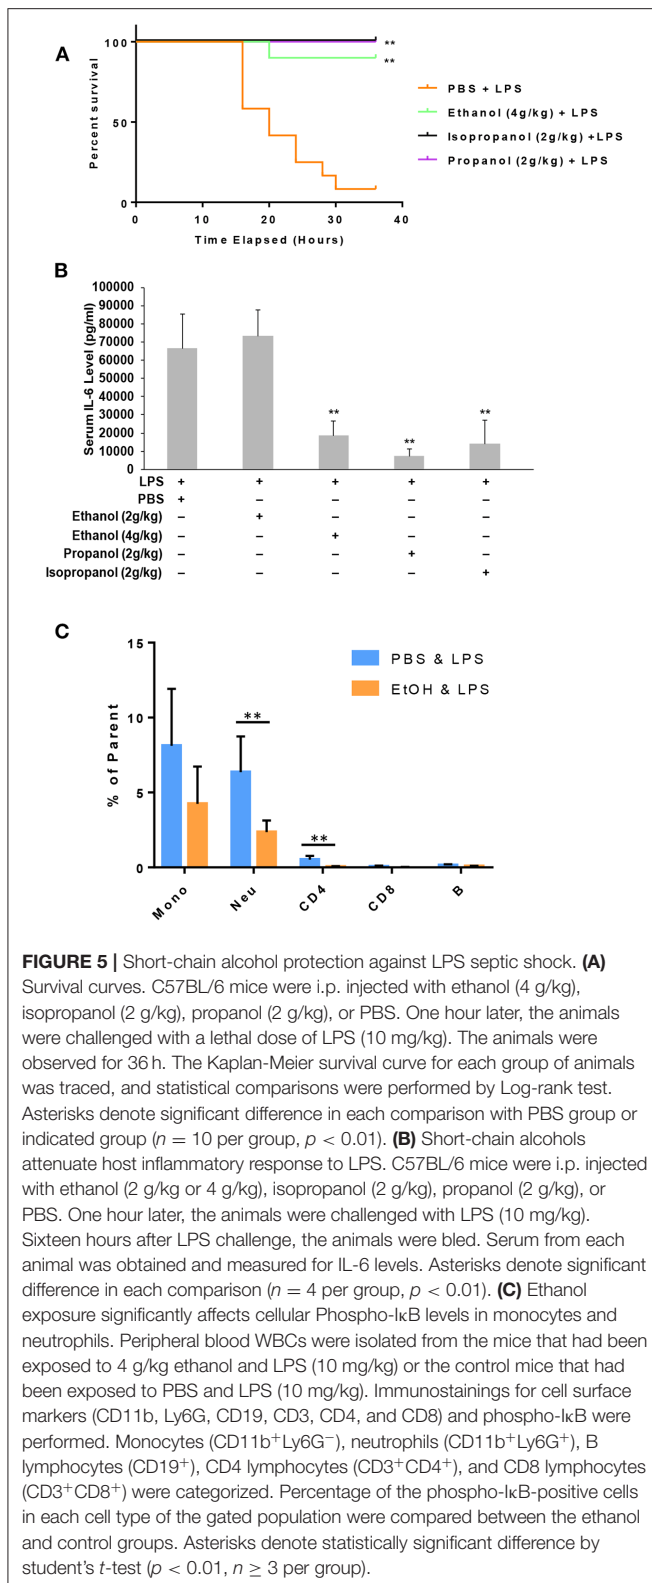 A
100
50
0
Percent survival
0 10 20 30 40
Time Elapsed (Hours)
**
**
PBS + LPS
Ethanol (4g/kg) + LPS
Isopropanol (2g/kg) +LPS
Propanol (2g/kg) + LPS
B
Serum IL-6 Level (pg/ml)
100000
90000
80000
70000
60000
50000
40000
30000
20000
10000
0
** ** **
LPS + + + + +
PBS + – – – –
Ethanol (2g/kg) – + – – –
Ethanol (4g/kg) – – + – –
Propanol (2g/kg) – – – + –
Isopropanol (2g/kg) – – – – +
C
% of Parent
15
10
5
0
PBS & LPS
EtOH & LPS
**
**
Mono Neu CD4 CD8 B
FIGURE 5 | Short-chain alcohol protection against LPS septic shock. (A)
Survival curves. C57BL/6 mice were i.p. injected with ethanol (4 g/kg),
isopropanol (2 g/kg), propanol (2 g/kg), or PBS. One hour later, the animals
were challenged with a lethal dose of LPS (10 mg/kg). The animals were
observed for 36 h. The Kaplan-Meier survival curve for each group of animals
was traced, and statistical comparisons were performed by Log-rank test.
Asterisks denote significant difference in each comparison with PBS group or
indicated group (n = 10 per group, p < 0.01). (B) Short-chain alcohols
attenuate host inflammatory response to LPS. C57BL/6 mice were i.p. injected
with ethanol (2 g/kg or 4 g/kg), isopropanol (2 g/kg), propanol (2 g/kg), or
PBS. One hour later, the animals were challenged with LPS (10 mg/kg).
Sixteen hours after LPS challenge, the animals were bled. Serum from each
animal was obtained and measured for IL-6 levels. Asterisks denote significant
difference in each comparison (n = 4 per group, p < 0.01). (C) Ethanol
exposure significantly affects cellular Phospho-IκB levels in monocytes and
neutrophils. Peripheral blood WBCs were isolated from the mice that had been
exposed to 4 g/kg ethanol and LPS (10 mg/kg) or the control mice that had
been exposed to PBS and LPS (10 mg/kg). Immunostainings for cell surface
markers (CD11b, Ly6G, CD19, CD3, CD4, and CD8) and phospho-IκB were
performed. Monocytes (CD11b⁺Ly6G⁻), neutrophils (CD11b⁺Ly6G⁺), B
lymphocytes (CD19⁺), CD4 lymphocytes (CD3⁺CD4⁺), and CD8 lymphocytes
(CD3⁺CD8⁺) were categorized. Percentage of the phospho-IκB-positive cells
in each cell type of the gated population were compared between the ethanol
and control groups. Asterisks denote statistically significant difference by
student's t-test (p < 0.01, n ≥ 3 per group).